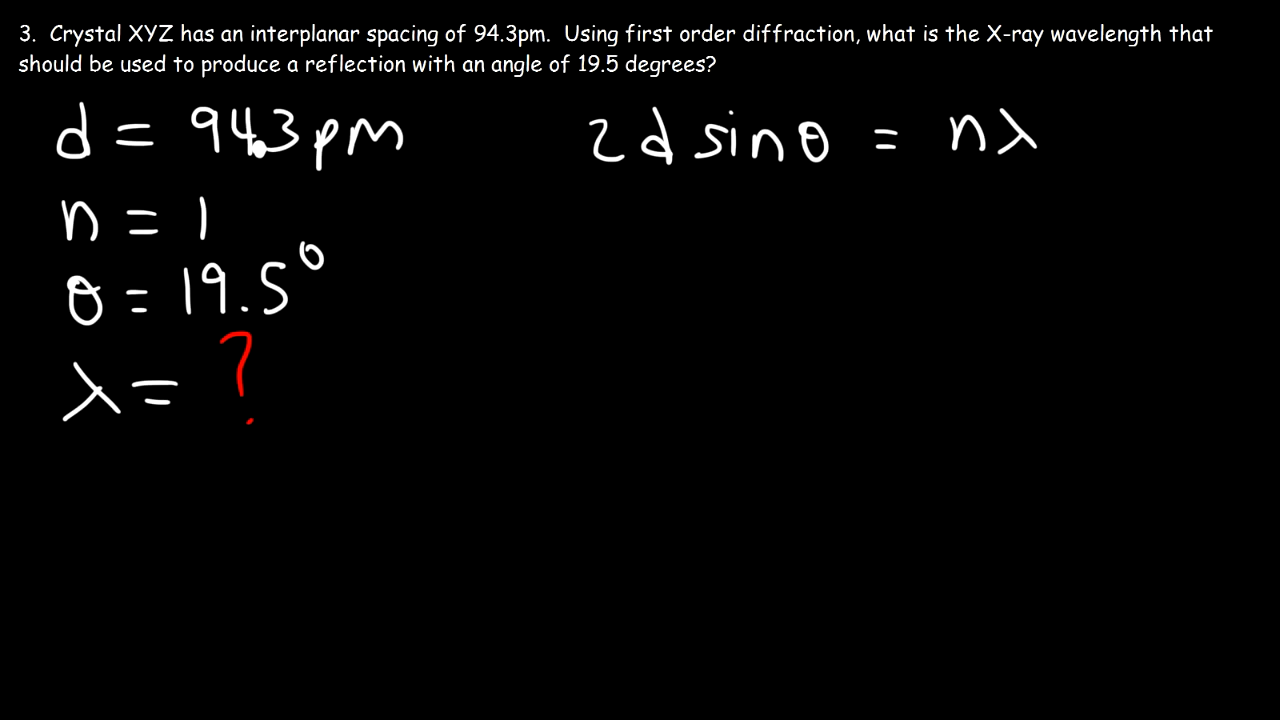 3. Crystal XYZ has an interplanar spacing of 94.3pm. Using first order diffraction, what is the X-ray wavelength that
should be used to produce a reflection with an angle of 19.5 degrees?
d = 94.3 pm
2d sinθ = nλ
n = 1
θ = 19.5°
λ = ?